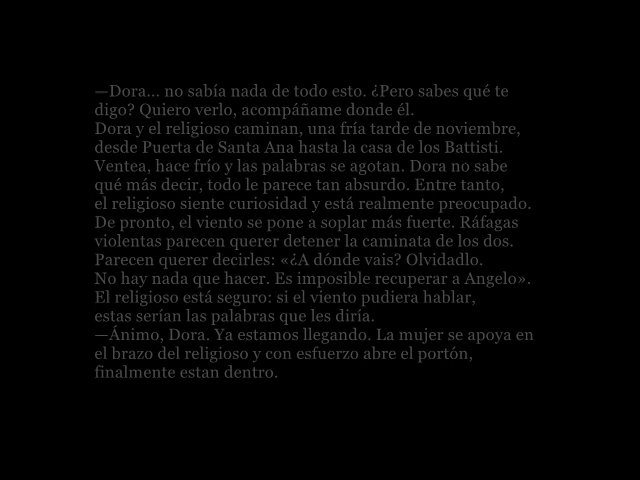 —Dora... no sabía nada de todo esto. ¿Pero sabes qué te
digo? Quiero verlo, acompáñame donde él.
Dora y el religioso caminan, una fría tarde de noviembre,
desde Puerta de Santa Ana hasta la casa de los Battisti.
Ventea, hace frío y las palabras se agotan. Dora no sabe
qué más decir, todo le parece tan absurdo. Entre tanto,
el religioso siente curiosidad y está realmente preocupado.
De pronto, el viento se pone a soplar más fuerte. Ráfagas
violentas parecen querer detener la caminata de los dos.
Parecen querer decirles: «¿A dónde vais? Olvidadlo.
No hay nada que hacer. Es imposible recuperar a Angelo».
El religioso está seguro: si el viento pudiera hablar,
estas serían las palabras que les diría.
—Ánimo, Dora. Ya estamos llegando. La mujer se apoya en
el brazo del religioso y con esfuerzo abre el portón,
finalmente estan dentro.